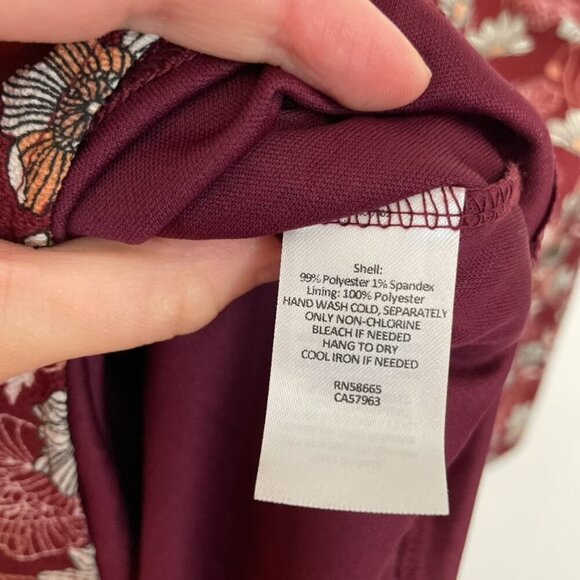 Shell:
99% Polyester 1% Spandex
Lining: 100% Polyester
HAND WASH COLD, SEPARATELY
ONLY NON-CHLORINE
BLEACH IF NEEDED
HANG TO DRY
COOL IRON IF NEEDED
RN58665
CA57963